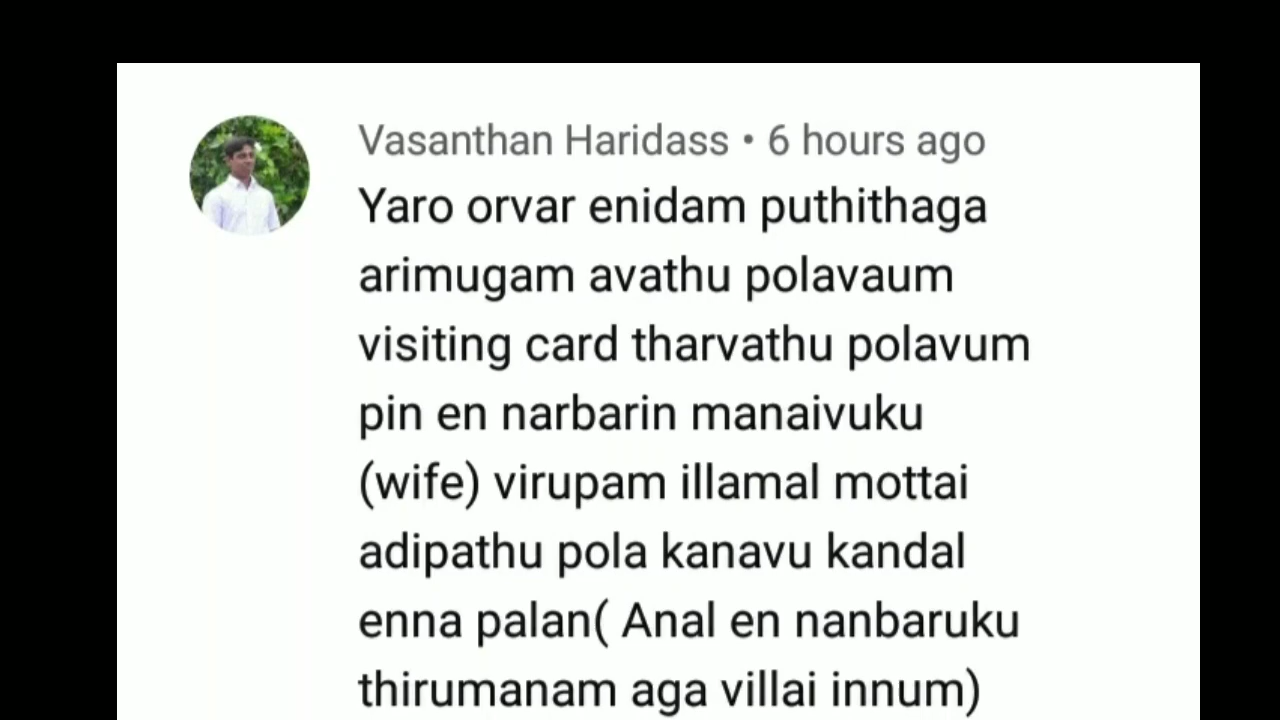 Vasanthan Haridass • 6 hours ago
Yaro orvar enidam puthithaga
arimugam avathu polavaum
visiting card tharvathu polavum
pin en narbarin manaivuku
(wife) virupam illamal mottai
adipathu pola kanavu kandal
enna palan( Anal en nanbaruku
thirumanam aga villai innum)